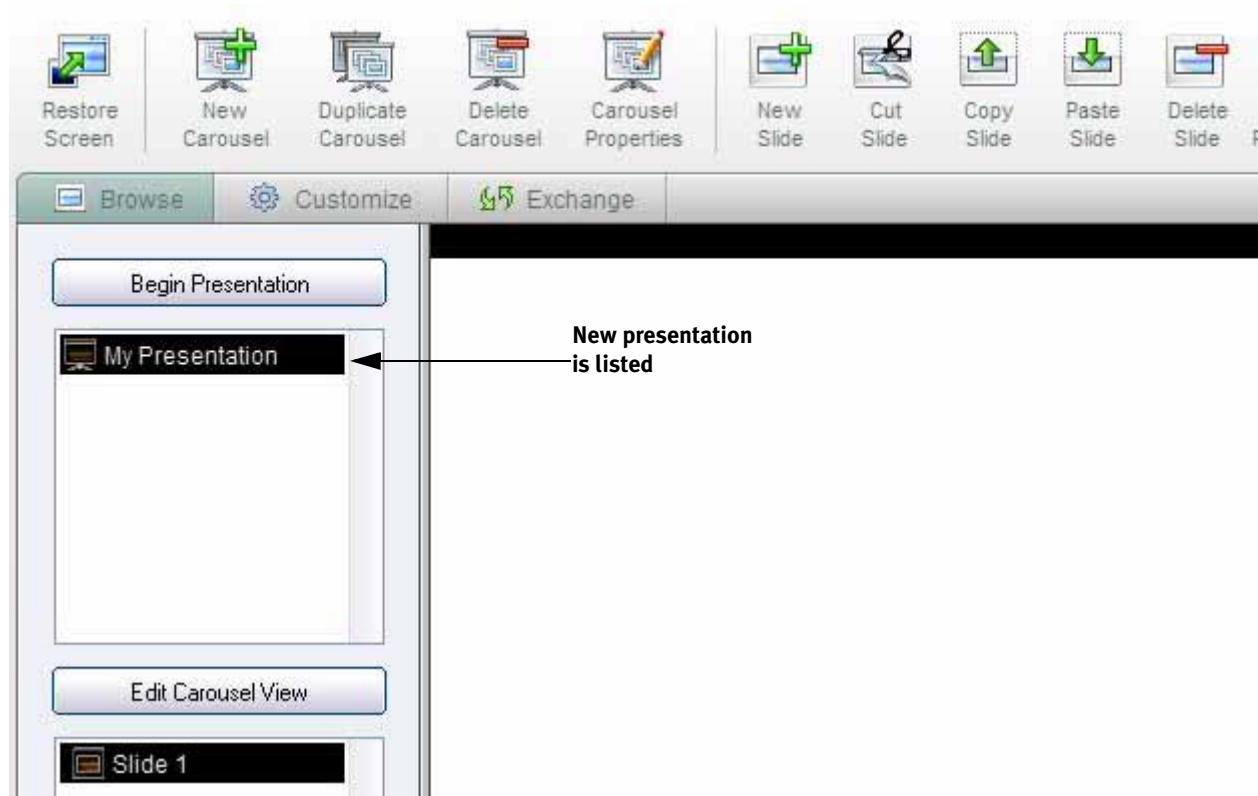 Restore
Screen
New
Carousel
Duplicate
Carousel
Delete
Carousel
Carousel
Properties
New
Slide
Cut
Slide
Copy
Slide
Paste
Slide
Delete
Slide
Browse
Customize
Exchange
Begin Presentation
My Presentation
New presentation
is listed
Edit Carousel View
Slide 1